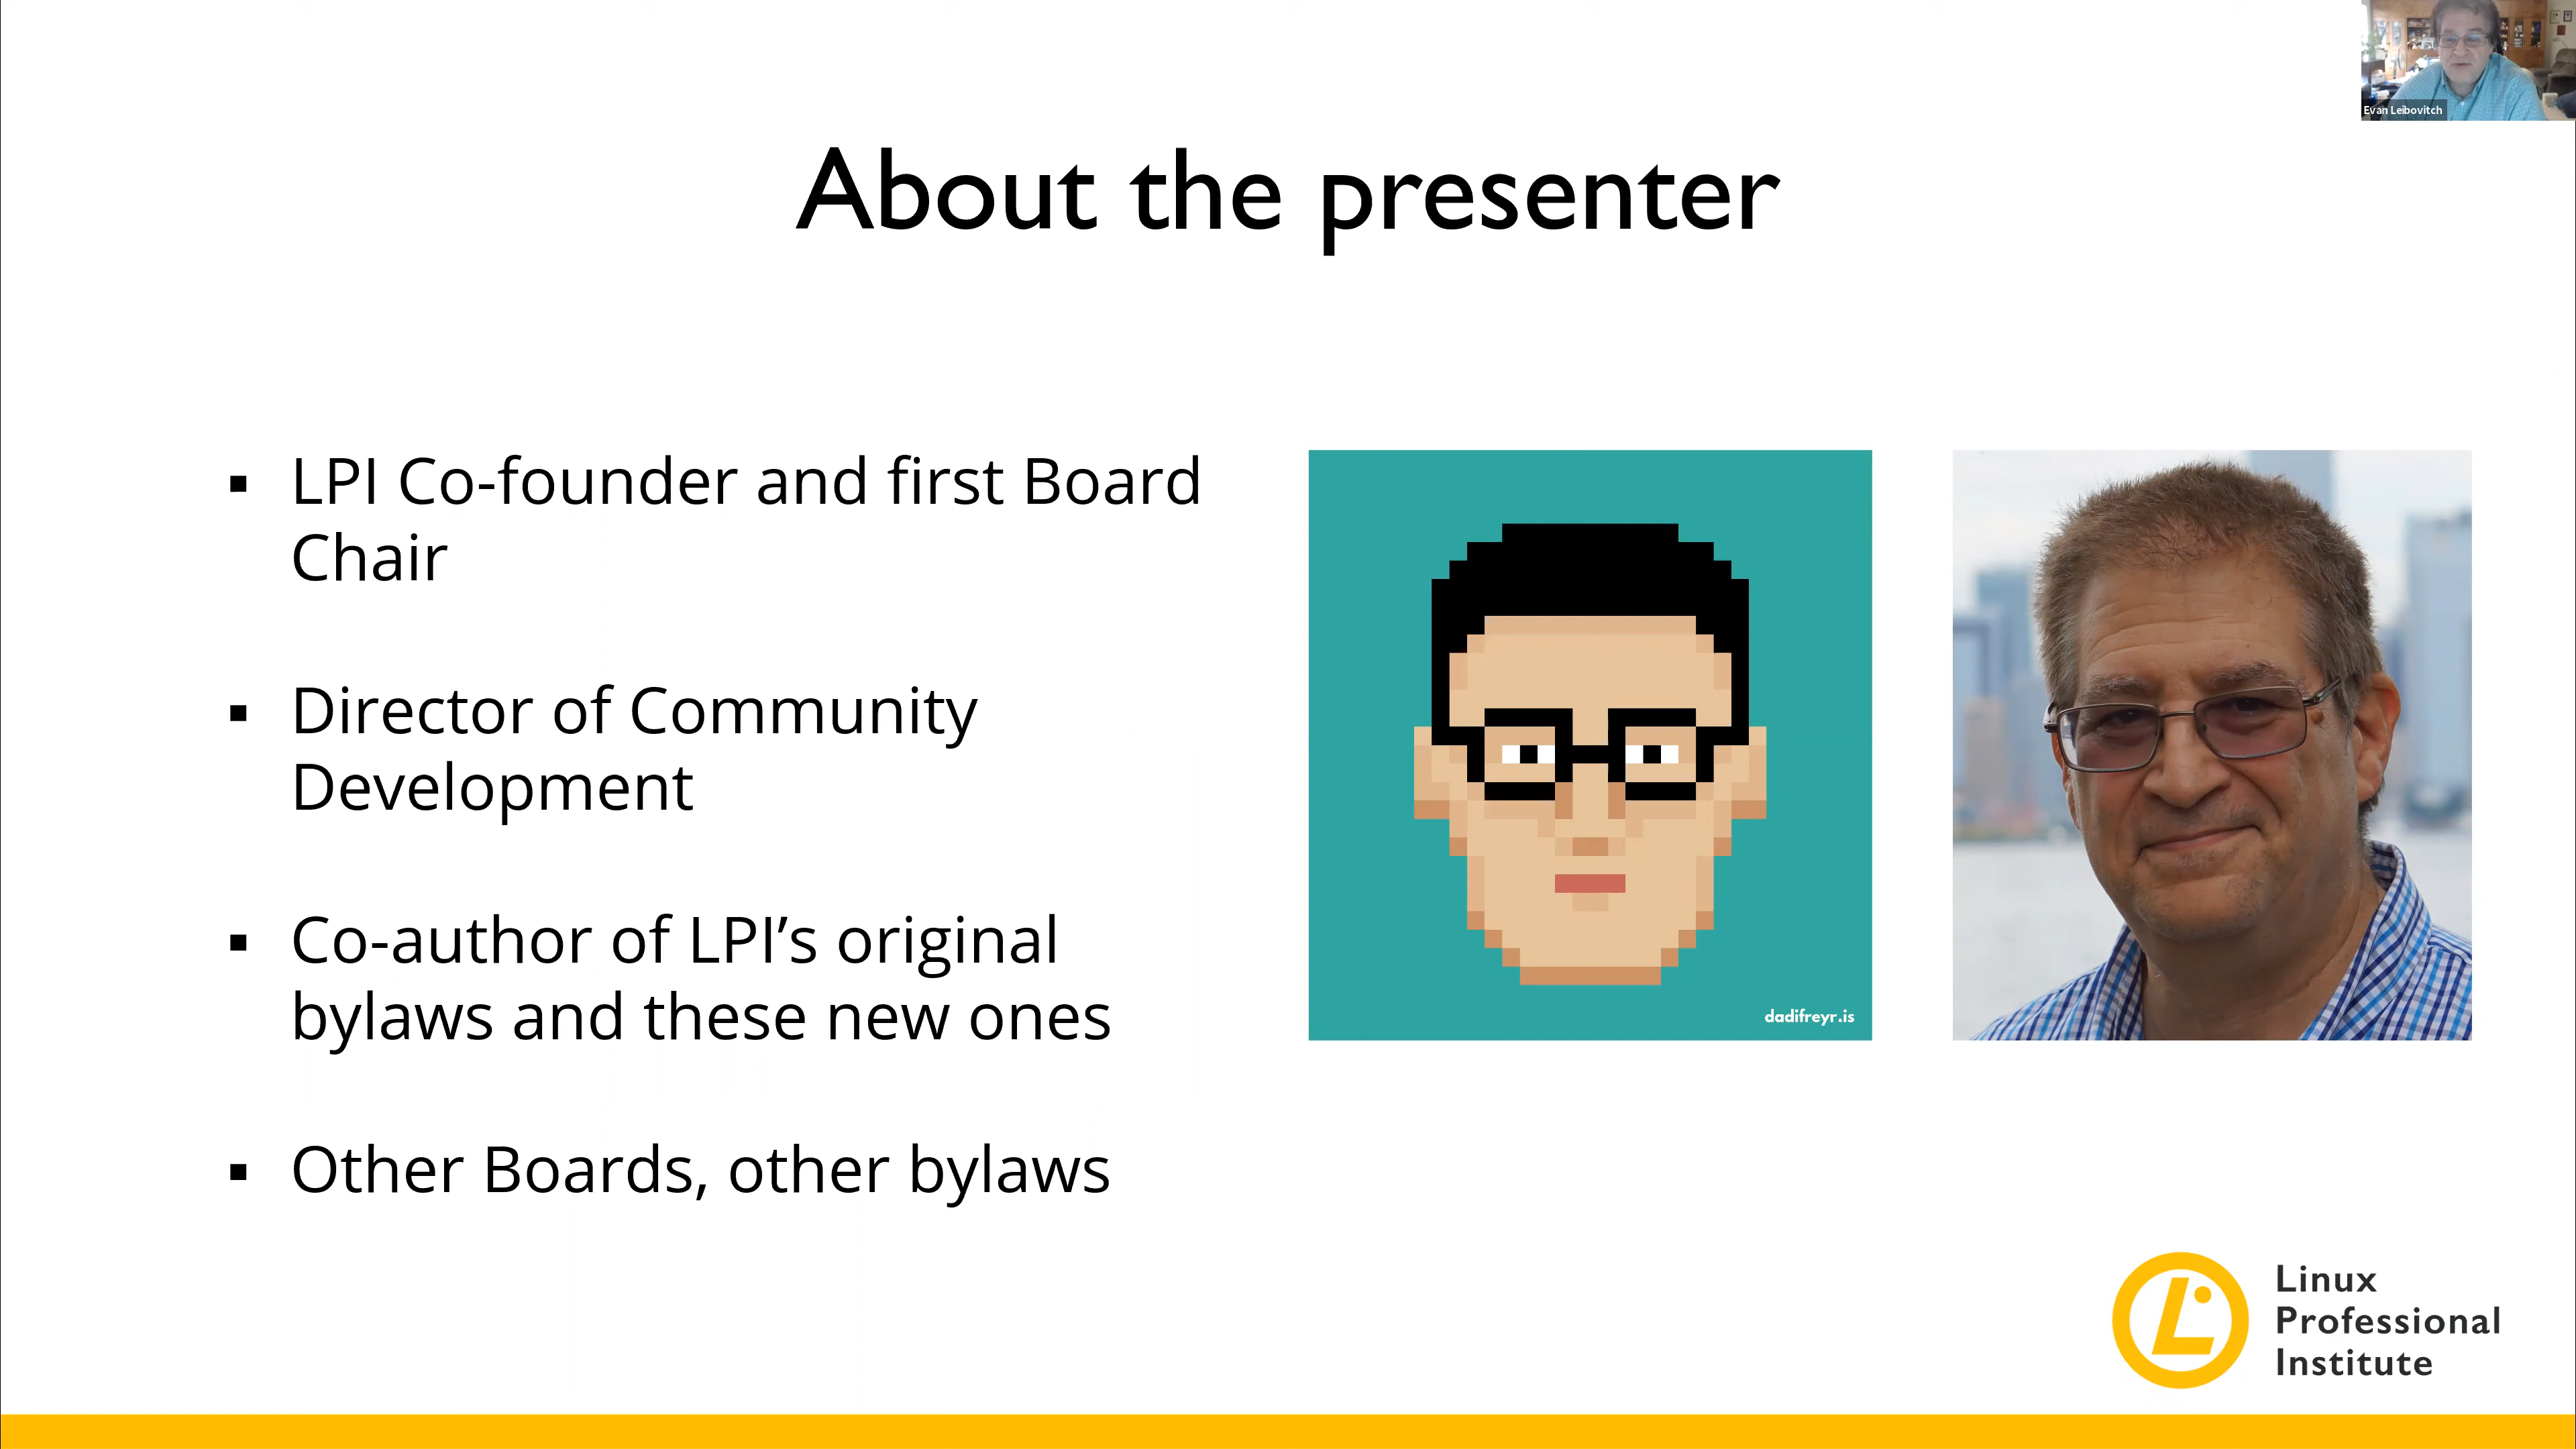 Evan Leibovitch
About the presenter
▪ LPI Co-founder and first Board
Chair
▪ Director of Community
Development
▪ Co-author of LPI’s original
bylaws and these new ones
▪ Other Boards, other bylaws
dadifreyr.is
Linux
Professional
Institute